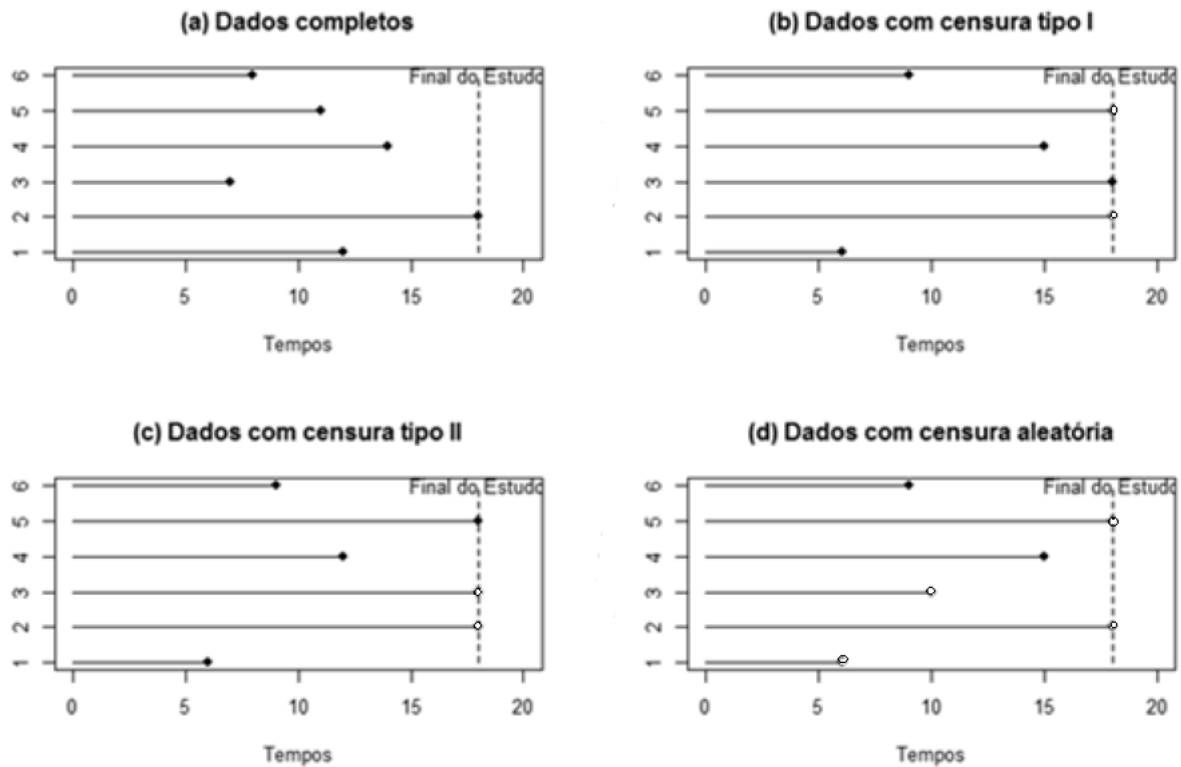 (a) Dados completos
Final do Estudo
6
5
4
3
2
1
0 5 10 15 20
Tempos
(b) Dados com censura tipo I
Final do Estudo
6
5
4
3
2
1
0 5 10 15 20
Tempos
(c) Dados com censura tipo II
Final do Estudo
6
5
4
3
2
1
0 5 10 15 20
Tempos
(d) Dados com censura aleatória
Final do Estudo
6
5
4
3
2
1
0 5 10 15 20
Tempos